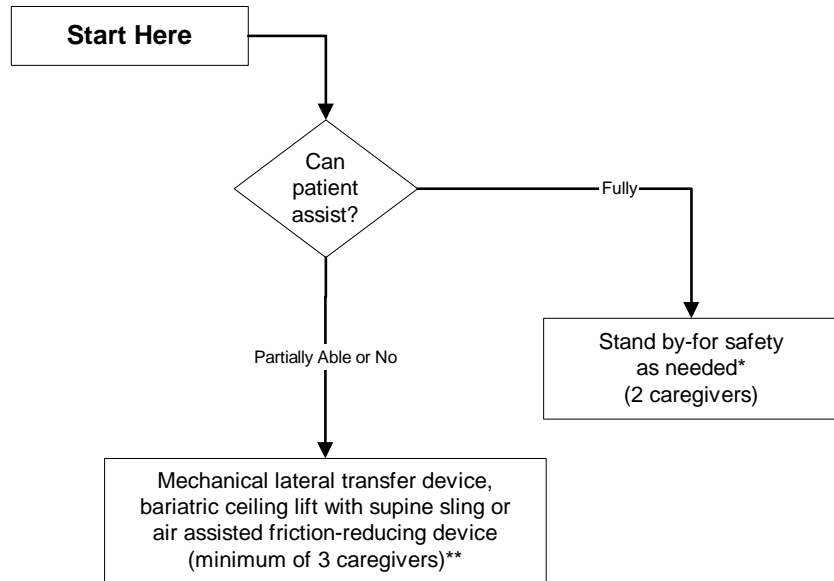 Start Here
Can
patient
assist?
Fully
Partially Able or No
Stand by-for safety
as needed*
(2 caregivers)
Mechanical lateral transfer device,
bariatric ceiling lift with supine sling or
air assisted friction-reducing device
(minimum of 3 caregivers)**